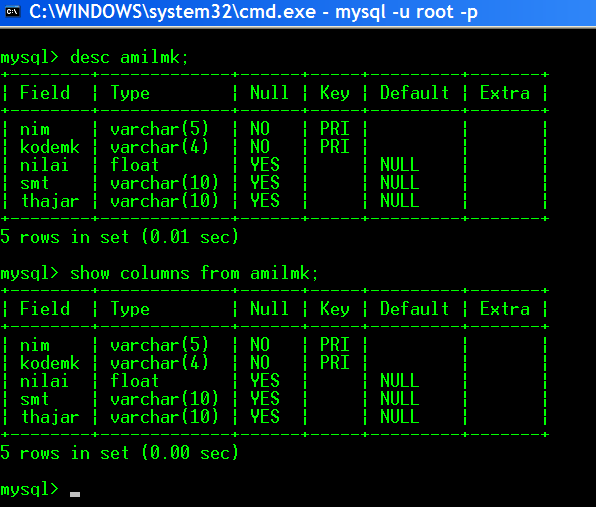 C:\WINDOWS\system32\cmd.exe - mysql -u root -p
mysql> desc amilmk;
+--------+-------------+------+-----+---------+-------+
| Field  | Type        | Null | Key | Default | Extra |
+--------+-------------+------+-----+---------+-------+
| nim    | varchar(5)  | NO   | PRI |         |       |
| kodemk | varchar(4)  | NO   | PRI |         |       |
| nilai  | float       | YES  |     | NULL    |       |
| smt    | varchar(10) | YES  |     | NULL    |       |
| thajar | varchar(10) | YES  |     | NULL    |       |
+--------+-------------+------+-----+---------+-------+
5 rows in set (0.01 sec)
mysql> show columns from amilmk;
+--------+-------------+------+-----+---------+-------+
| Field  | Type        | Null | Key | Default | Extra |
+--------+-------------+------+-----+---------+-------+
| nim    | varchar(5)  | NO   | PRI |         |       |
| kodemk | varchar(4)  | NO   | PRI |         |       |
| nilai  | float       | YES  |     | NULL    |       |
| smt    | varchar(10) | YES  |     | NULL    |       |
| thajar | varchar(10) | YES  |     | NULL    |       |
+--------+-------------+------+-----+---------+-------+
5 rows in set (0.00 sec)
mysql> _